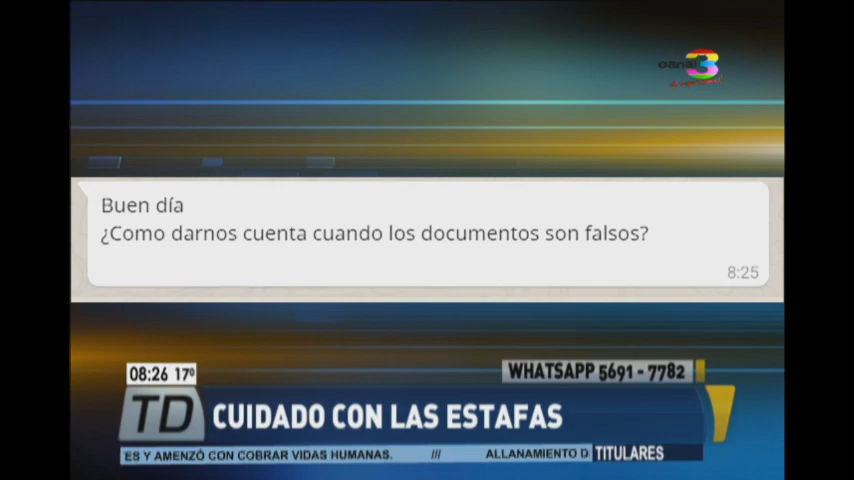 canal 3
Buen día
¿Como darnos cuenta cuando los documentos son falsos?
8:25
08:26 17º
WHATSAPP 5691 - 7782
TD
CUIDADO CON LAS ESTAFAS
ES Y AMENZÓ CON COBRAR VIDAS HUMANAS. /// ALLANAMIENTO D
TITULARES